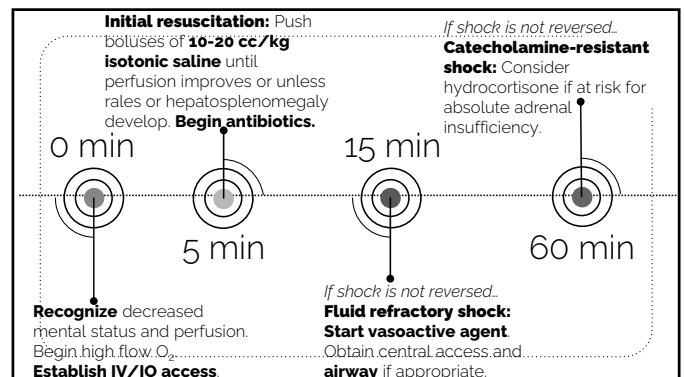 Initial resuscitation: Push
boluses of 10-20 cc/kg
isotonic saline until
perfusion improves or unless
rales or hepatosplenomegaly
develop. Begin antibiotics.
If shock is not reversed...
Catecholamine-resistant
shock: Consider
hydrocortisone if at risk for
absolute adrenal
insufficiency.
0 min
15 min
5 min
60 min
Recognize decreased
mental status and perfusion.
Begin high flow O₂.
Establish IV/IO access.
If shock is not reversed...
Fluid refractory shock:
Start vasoactive agent.
Obtain central access and
airway if appropriate.